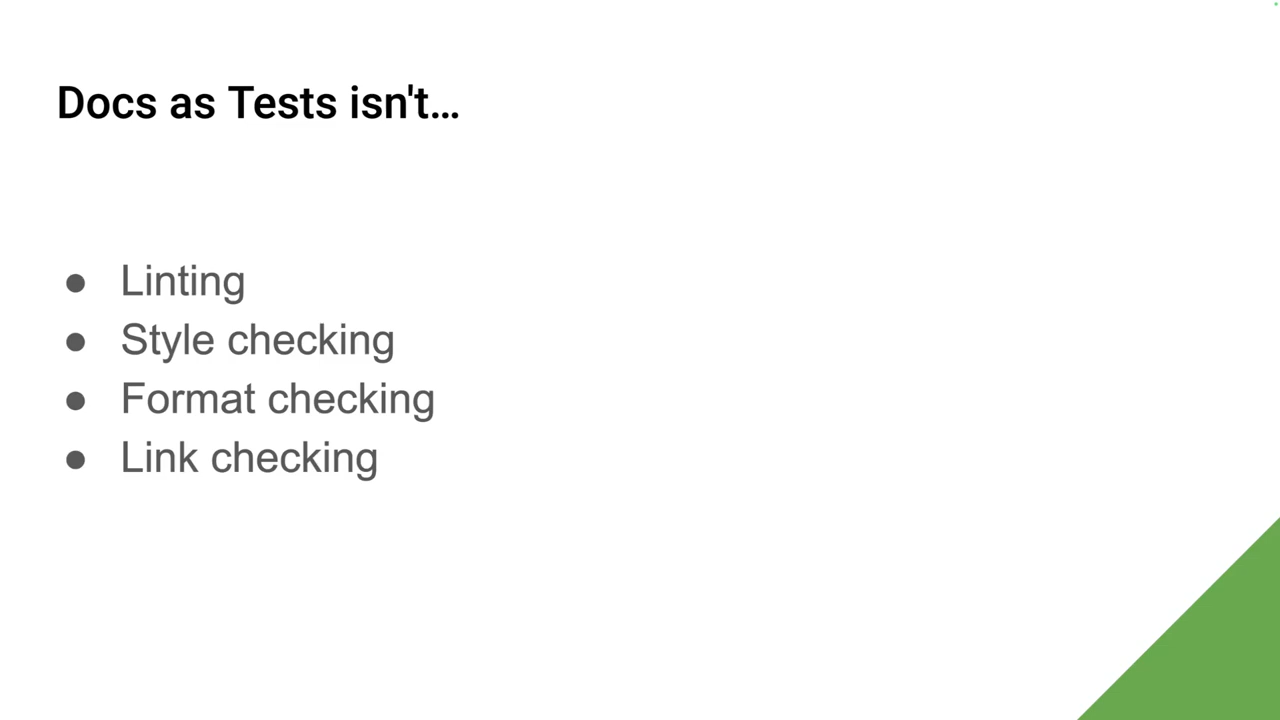 Docs as Tests isn't…
● Linting
● Style checking
● Format checking
● Link checking